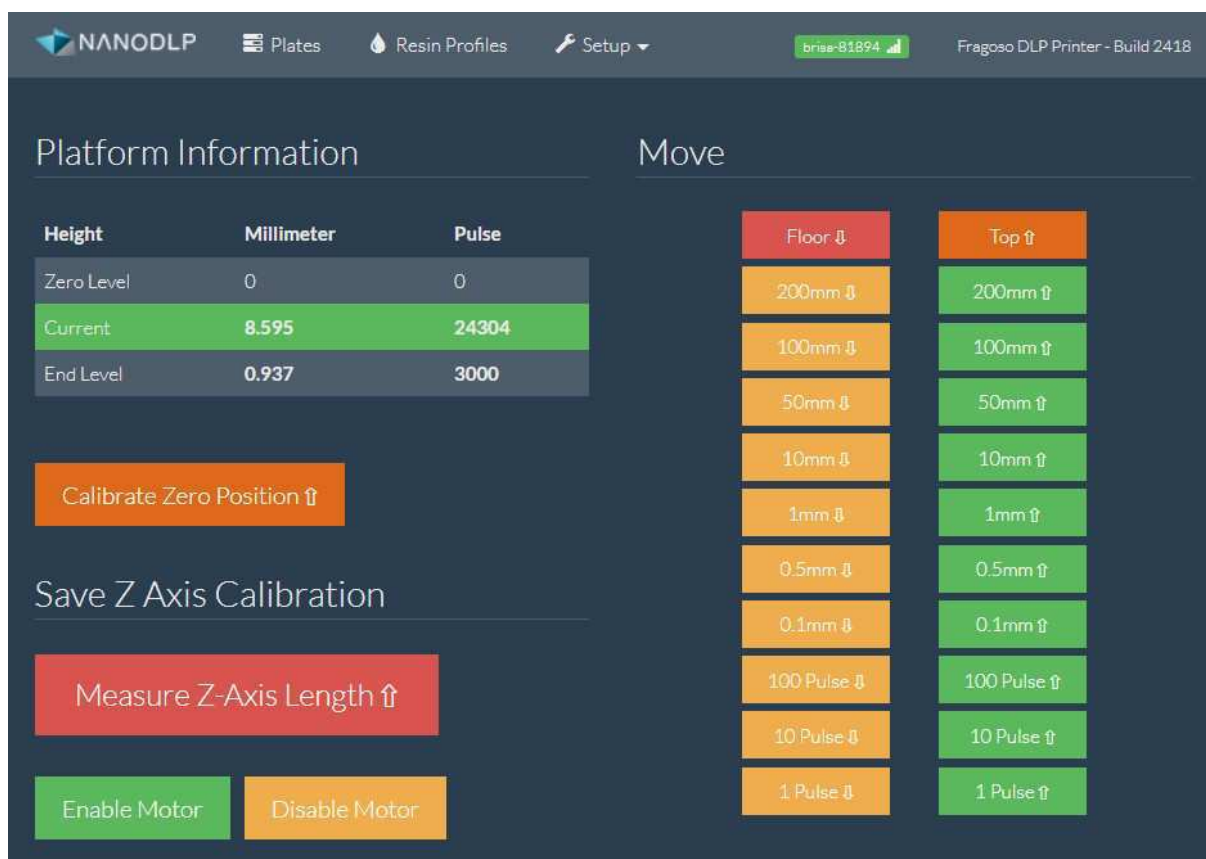 NANODLP Plates Resin Profiles Setup brisa-81894 Fragoso DLP Printer - Build 2418
Platform Information
Height Millimeter Pulse
Zero Level 0 0
Current 8.595 24304
End Level 0.937 3000
Calibrate Zero Position ⇧
Save Z Axis Calibration
Measure Z-Axis Length ⇧
Enable Motor Disable Motor
Move
Floor ⇩ Top ⇧
200mm ⇩ 200mm ⇧
100mm ⇩ 100mm ⇧
50mm ⇩ 50mm ⇧
10mm ⇩ 10mm ⇧
1mm ⇩ 1mm ⇧
0.5mm ⇩ 0.5mm ⇧
0.1mm ⇩ 0.1mm ⇧
100 Pulse ⇩ 100 Pulse ⇧
10 Pulse ⇩ 10 Pulse ⇧
1 Pulse ⇩ 1 Pulse ⇧